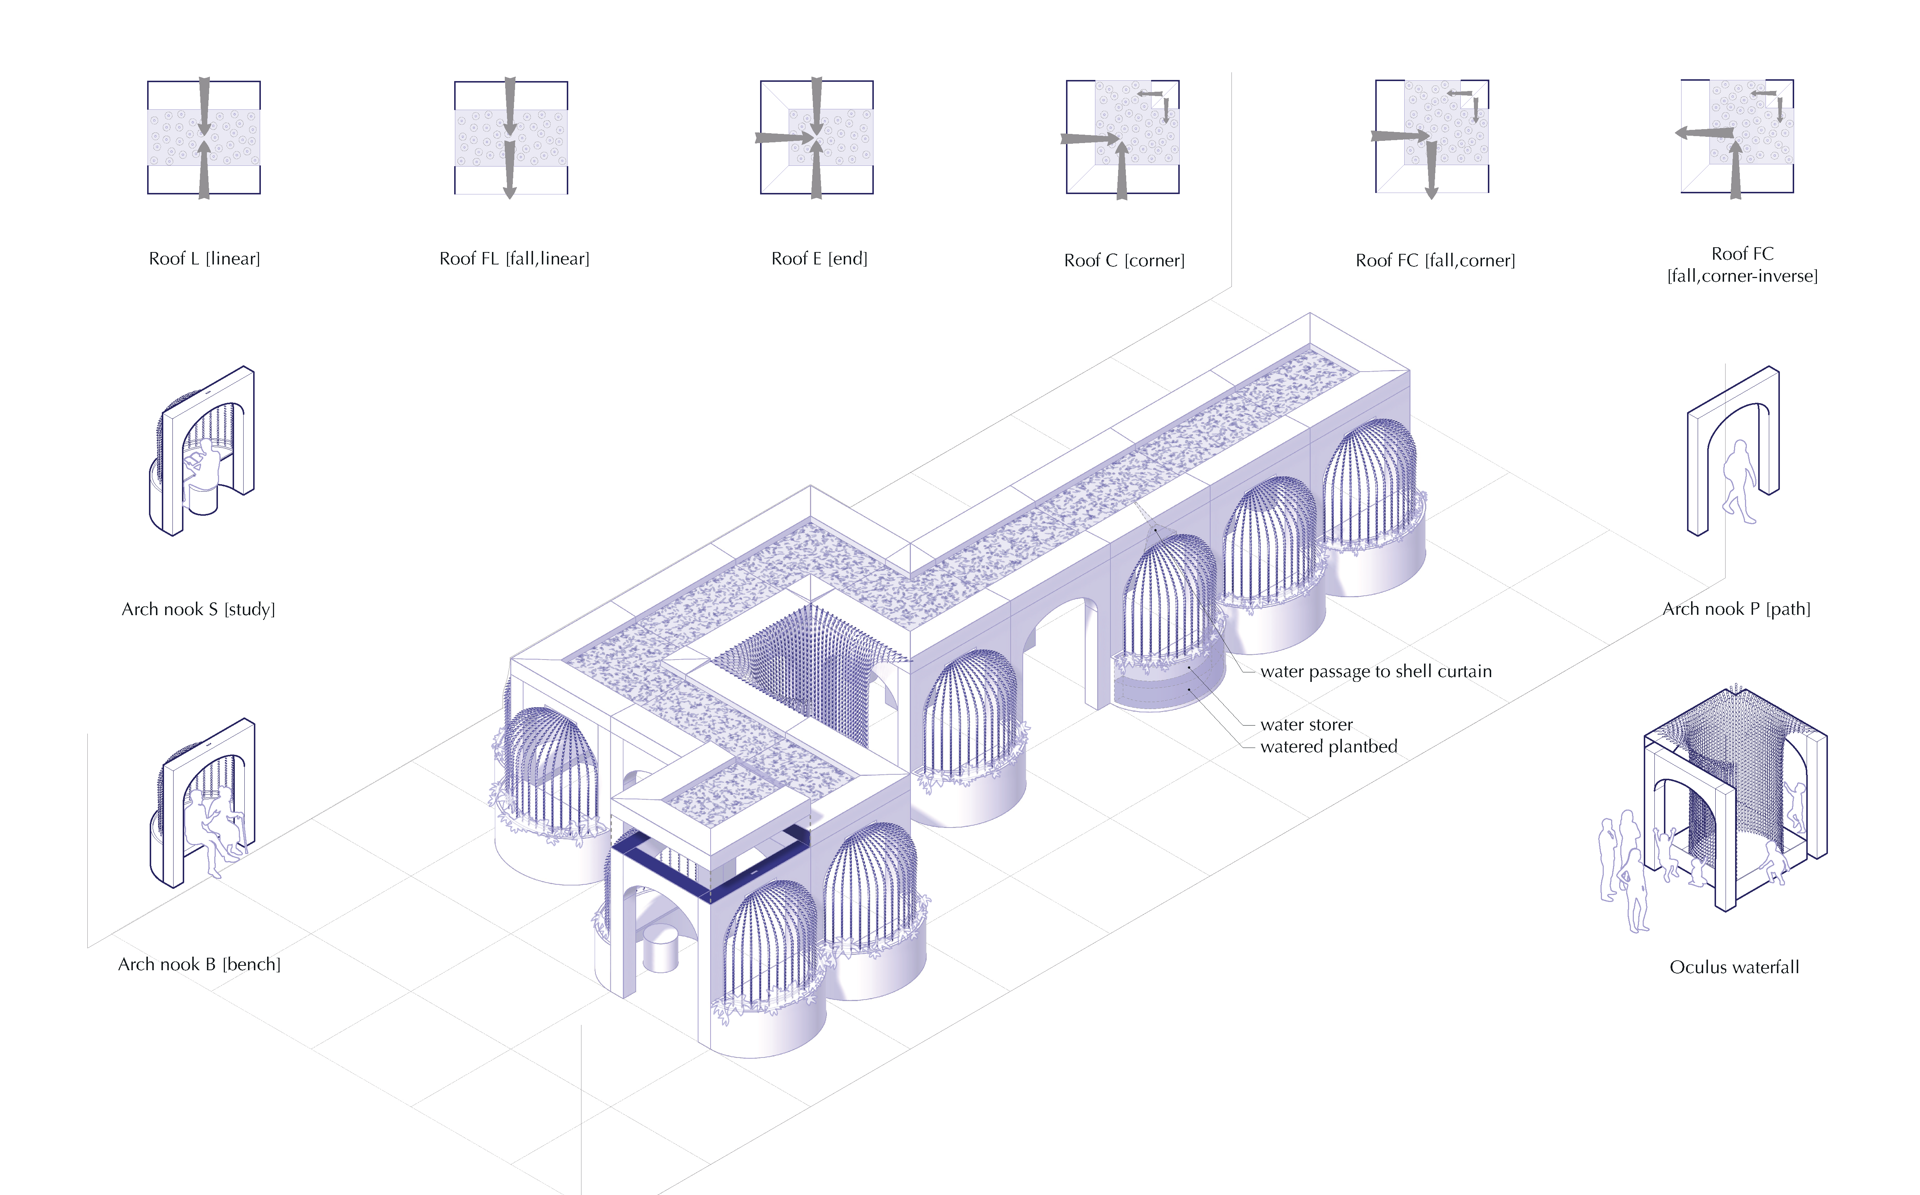 Roof L [linear]
Roof FL [fall,linear]
Roof E [end]
Roof C [corner]
Roof FC [fall,corner]
Roof FC
[fall,corner-inverse]
Arch nook S [study]
Arch nook P [path]
water passage to shell curtain
water storer
watered plantbed
Arch nook B [bench]
Oculus waterfall